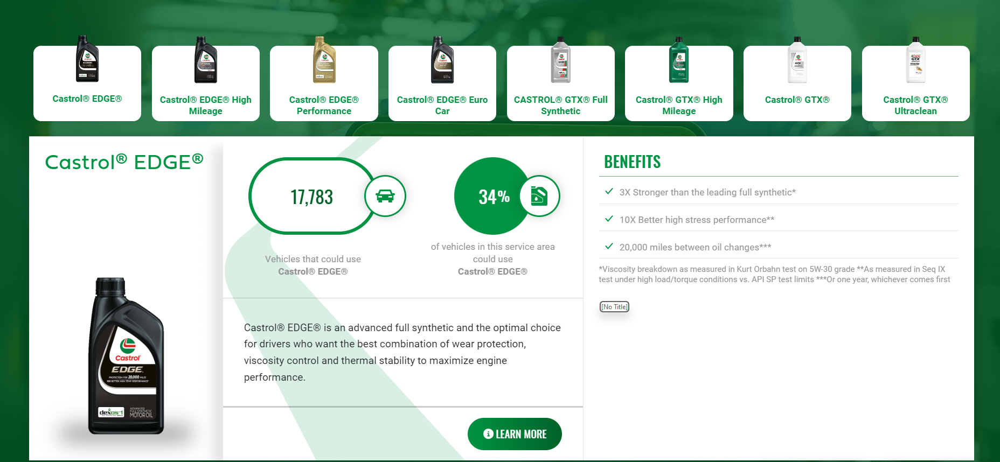 Castrol® EDGE®
Castrol® EDGE® High
Mileage
Castrol® EDGE®
Performance
Castrol® EDGE® Euro
Car
CASTROL® GTX® Full
Synthetic
Castrol® GTX® High
Mileage
Castrol® GTX®
Castrol® GTX®
Ultraclean
Castrol® EDGE®
Castrol
EDGE
PROTECTION FOR 20,000 MILES
10X BETTER HIGH TEMP PERFORMANCE*
dexos™1
ADVANCED
FULL SYNTHETIC
MOTOR OIL
17,783
Vehicles that could use
Castrol® EDGE®
34%
of vehicles in this service area
could use
Castrol® EDGE®
Castrol® EDGE® is an advanced full synthetic and the optimal choice
for drivers who want the best combination of wear protection,
viscosity control and thermal stability to maximize engine
performance.
LEARN MORE
BENEFITS
3X Stronger than the leading full synthetic*
10X Better high stress performance**
20,000 miles between oil changes***
*Viscosity breakdown as measured in Kurt Orbahn test on 5W-30 grade **As measured in Seq IX
test under high load/torque conditions vs. API SP test limits ***Or one year, whichever comes first
[No Title]